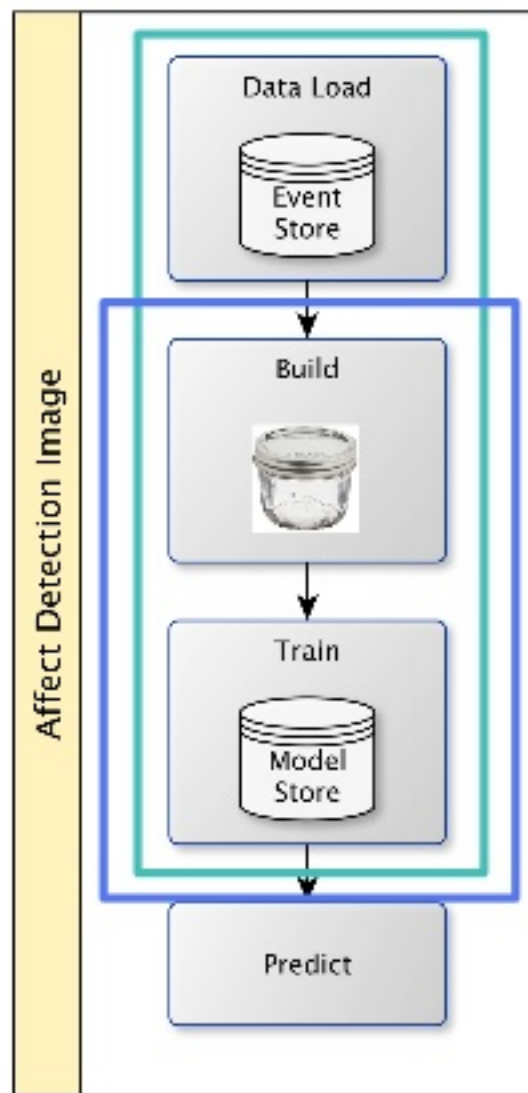 Affect Detection Image
Data Load
Event
Store
Build
Train
Model
Store
Predict